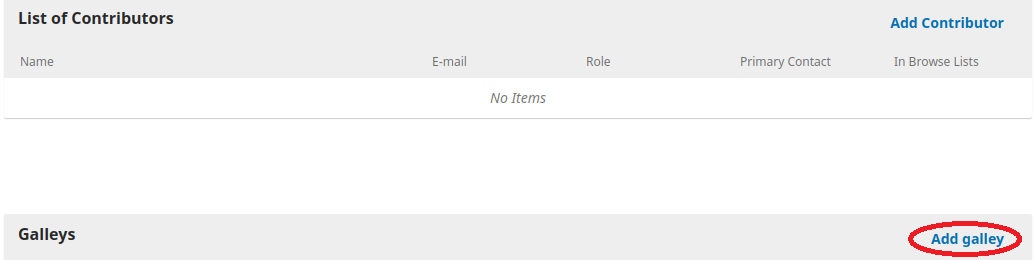 List of Contributors
Add Contributor
Name E-mail Role Primary Contact In Browse Lists
No Items
Galleys
Add galley